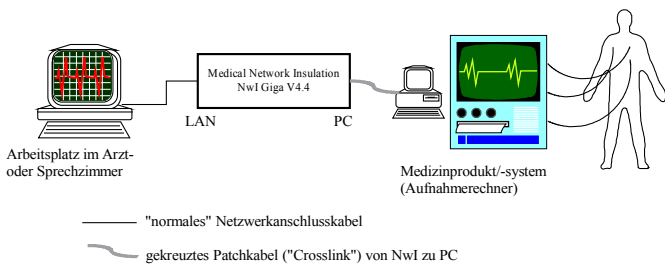 Medical Network Insulation
NwI Giga V4.4
LAN
PC
Arbeitsplatz im Arzt-
oder Sprechzimmer
Medizinprodukt/-system
(Aufnahmerechner)
"normales" Netzwerkanschlusskabel
gekreuztes Patchkabel ("Crosslink") von NwI zu PC